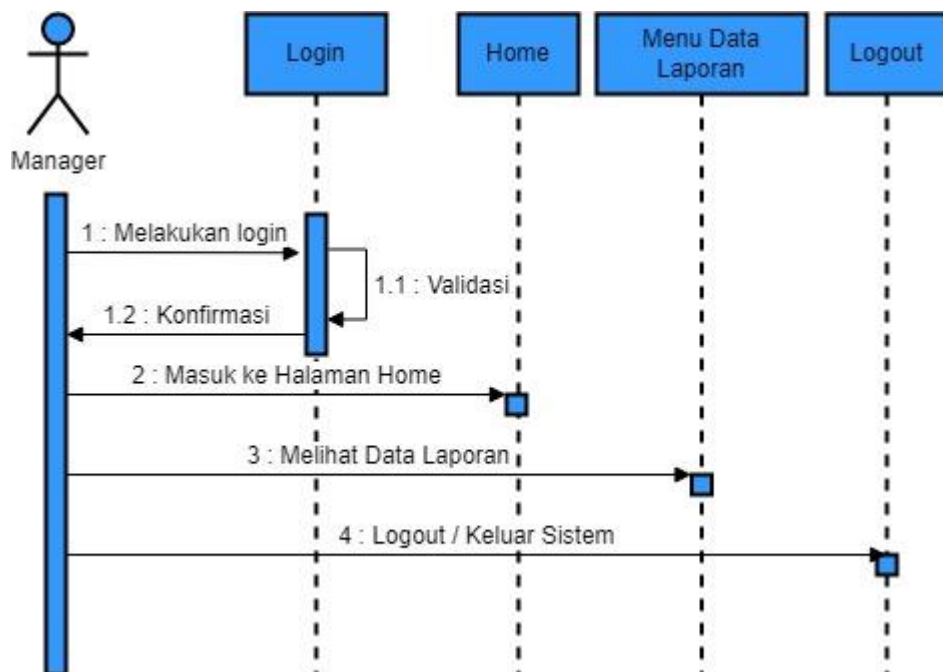 Login
Home
Menu Data
Laporan
Logout
Manager
1 : Melakukan login
1.1 : Validasi
1.2 : Konfirmasi
2 : Masuk ke Halaman Home
3 : Melihat Data Laporan
4 : Logout / Keluar Sistem